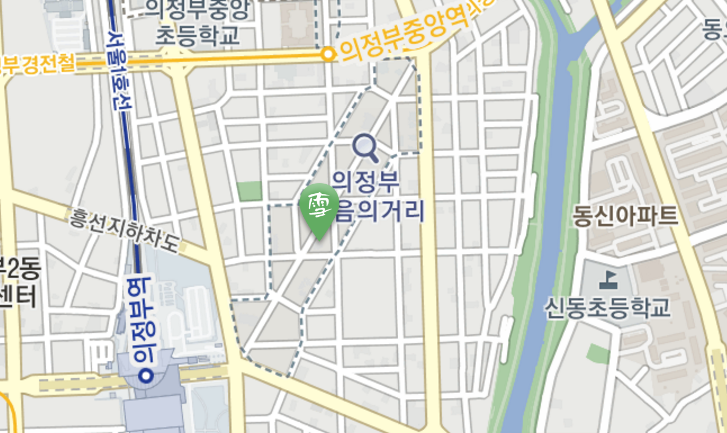 의정부중앙
초등학교
의정부중앙역
부경전철
서울1호선
의정부
음의거리
雪
흥선지하차도
동신아파트
부2동
센터
신동초등학교
의정부역